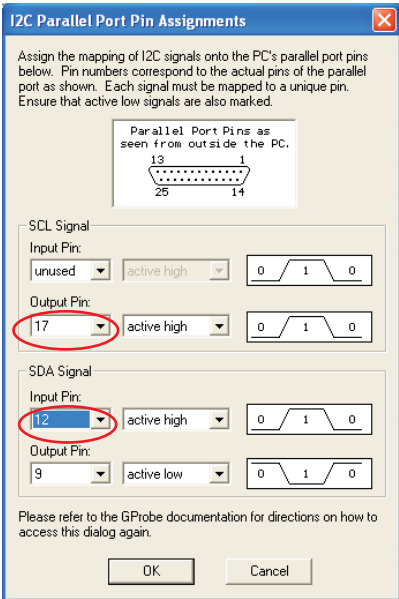 I2C Parallel Port Pin Assignments
Assign the mapping of I2C signals onto the PC's parallel port pins
below. Pin numbers correspond to the actual pins of the parallel
port as shown. Each signal must be mapped to a unique pin.
Ensure that active low signals are also marked.
Parallel Port Pins as
seen from outside the PC.
13 1
25 14
SCL Signal
Input Pin:
unused active high 0 1 0
Output Pin:
17 active high 0 1 0
SDA Signal
Input Pin:
12 active high 0 1 0
Output Pin:
9 active low 0 1 0
Please refer to the GProbe documentation for directions on how to
access this dialog again.
OK Cancel